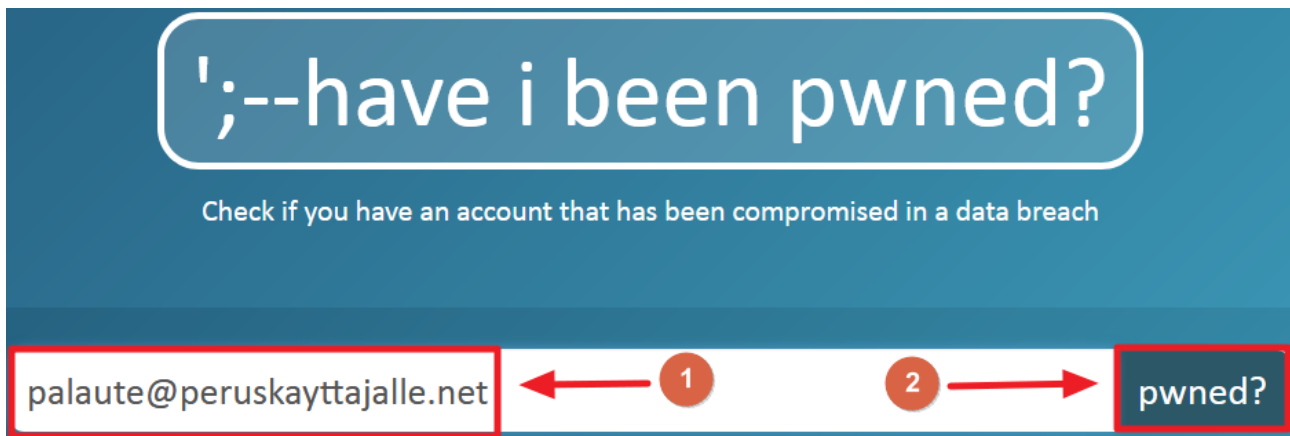 ';--have i been pwned?
Check if you have an account that has been compromised in a data breach
palaute@peruskayttajalle.net 1 2 pwned?